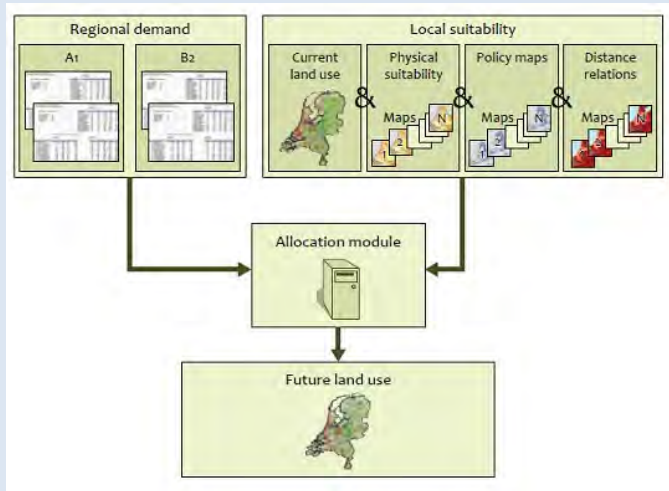 Regional demand
A1
B2
Local suitability
Current
land use
&
Physical
suitability
Maps
1
2
N
&
Policy maps
Maps
1
2
N
&
Distance
relations
Maps
N
Allocation module
Future land use